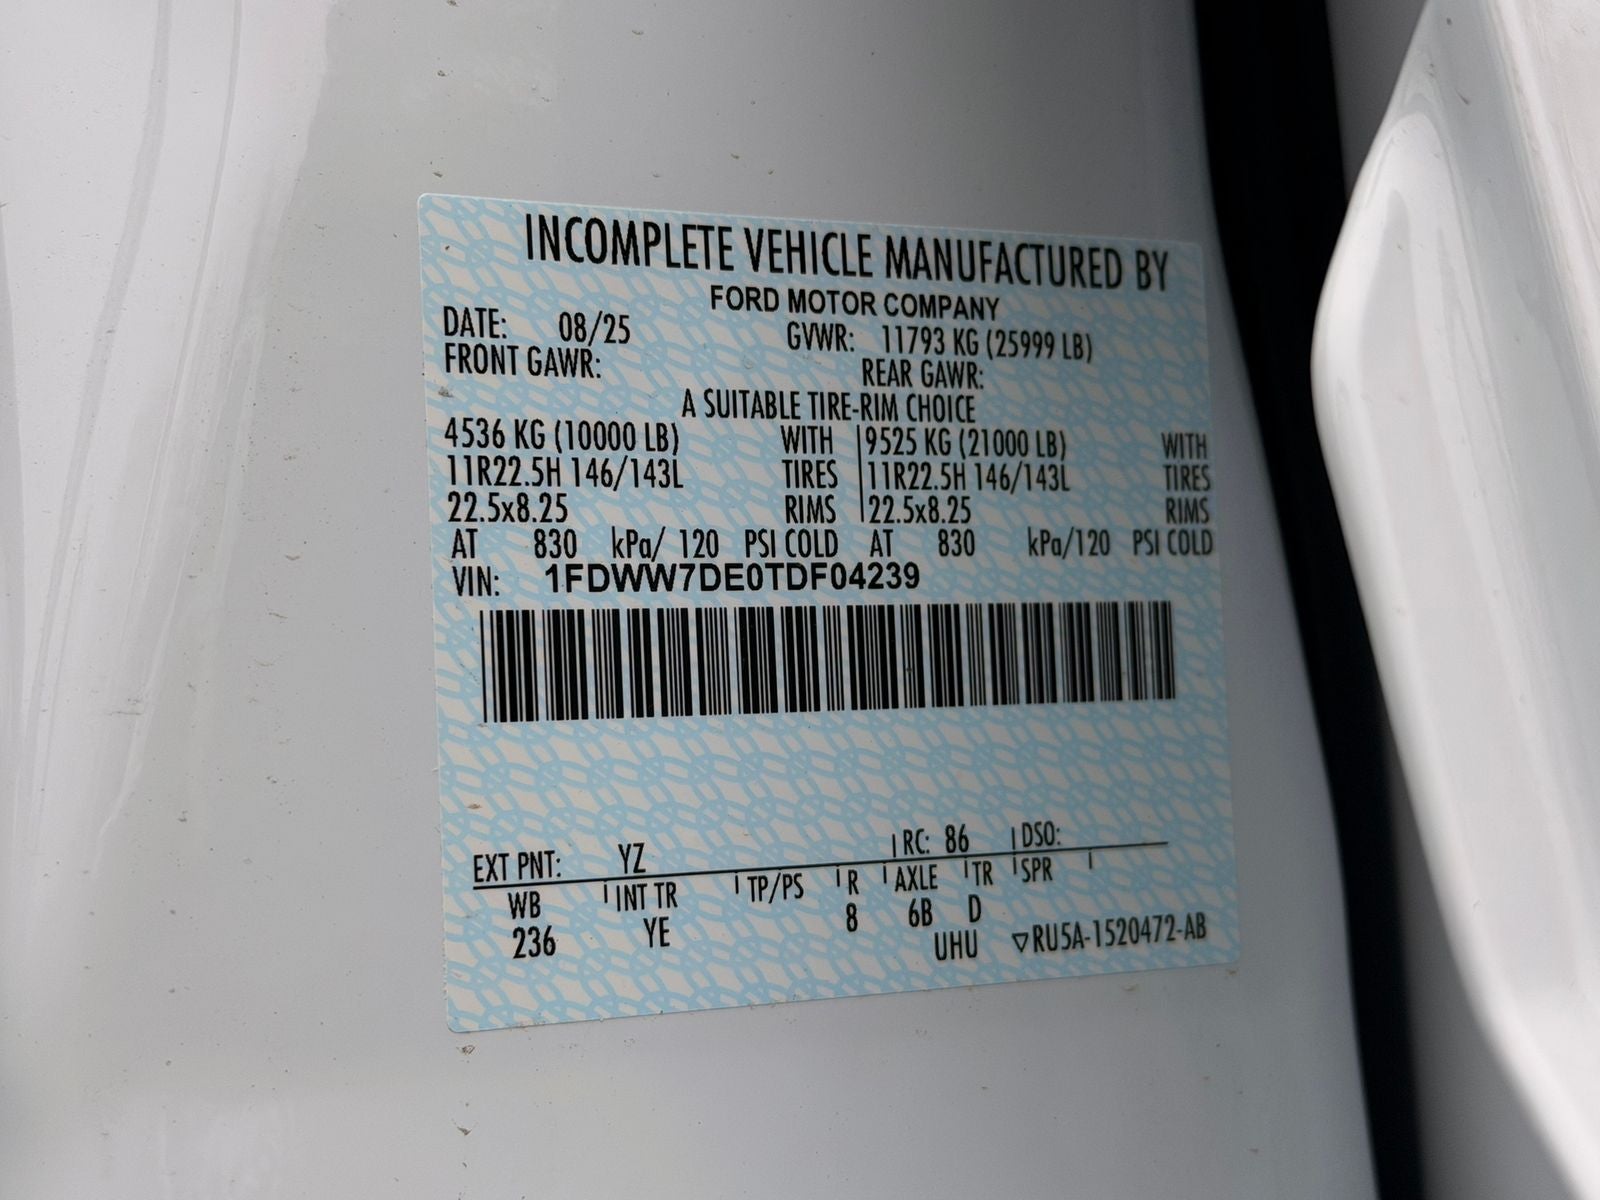 INCOMPLETE VEHICLE MANUFACTURED BY
FORD MOTOR COMPANY
DATE: 08/25 GVWR: 11793 KG (25999 LB)
FRONT GAWR: REAR GAWR:
A SUITABLE TIRE-RIM CHOICE
4536 KG (10000 LB) WITH 9525 KG (21000 LB) WITH
11R22.5H 146/143L TIRES 11R22.5H 146/143L TIRES
22.5x8.25 RIMS 22.5x8.25 RIMS
AT 830 kPa/ 120 PSI COLD AT 830 kPa/120 PSI COLD
VIN: 1FDWW7DE0TDF04239
EXT PNT: YZ RC: 86 DSO:
WB INT TR TP/PS R AXLE TR SPR
236 YE 8 6B D
UHU ▽RU5A-1520472-AB